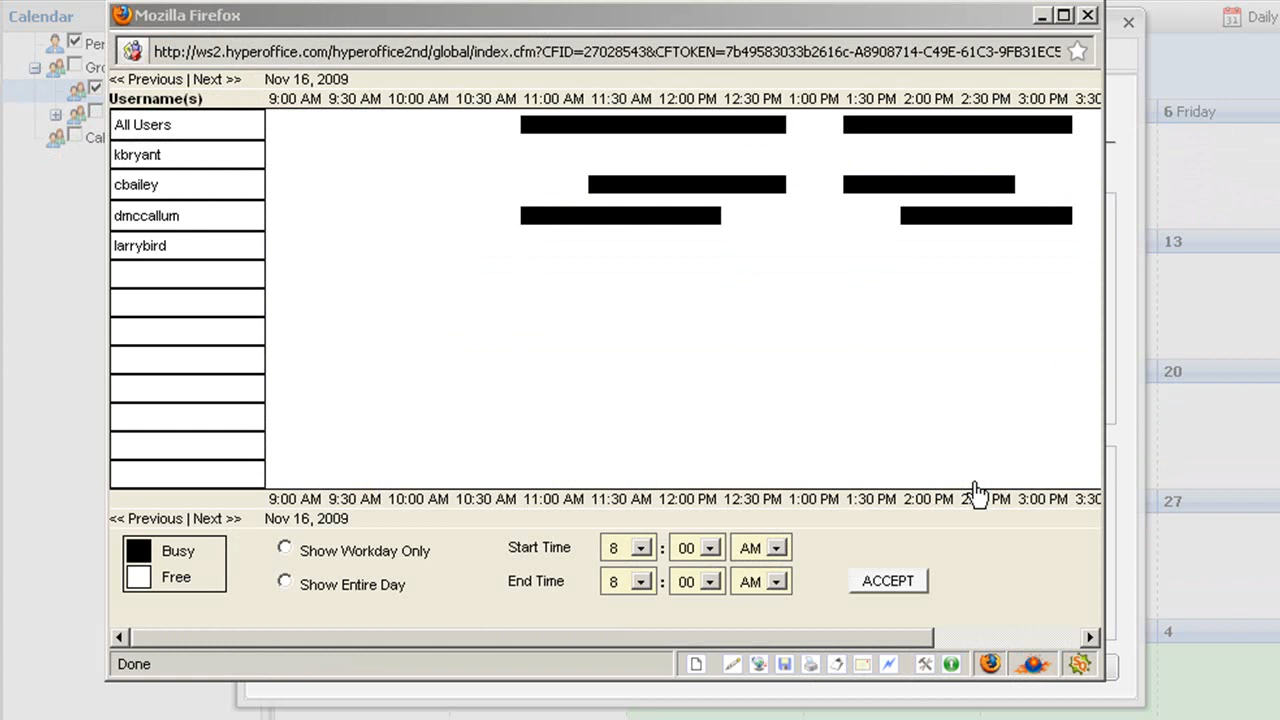 Calendar
Mozilla Firefox
Daily
http://ws2.hyperoffice.com/hyperoffice2nd/global/index.cfm?CFID=27028543&CFTOKEN=7b49583033b2616c-A8908714-C49E-61C3-9FB31EC5
Per
Gro
Cal
<< Previous | Next >> Nov 16, 2009
Username(s) 9:00 AM 9:30 AM 10:00 AM 10:30 AM 11:00 AM 11:30 AM 12:00 PM 12:30 PM 1:00 PM 1:30 PM 2:00 PM 2:30 PM 3:00 PM 3:30
All Users
kbryant
cbailey
dmccallum
larrybird
6 Friday
13
20
27
4
9:00 AM 9:30 AM 10:00 AM 10:30 AM 11:00 AM 11:30 AM 12:00 PM 12:30 PM 1:00 PM 1:30 PM 2:00 PM PM 3:00 PM 3:30
<< Previous | Next >> Nov 16, 2009
Busy
Free
Show Workday Only
Show Entire Day
Start Time 8 : 00 AM
End Time 8 : 00 AM
ACCEPT
Done